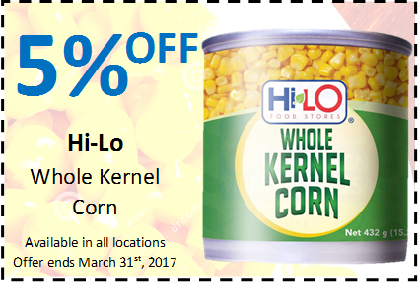 5% OFF
Hi-Lo
Whole Kernel
Corn
Available in all locations
Offer ends March 31st, 2017
Hi-LO
FOOD STORES
®
WHOLE
KERNEL
CORN
Net 432 g (15.